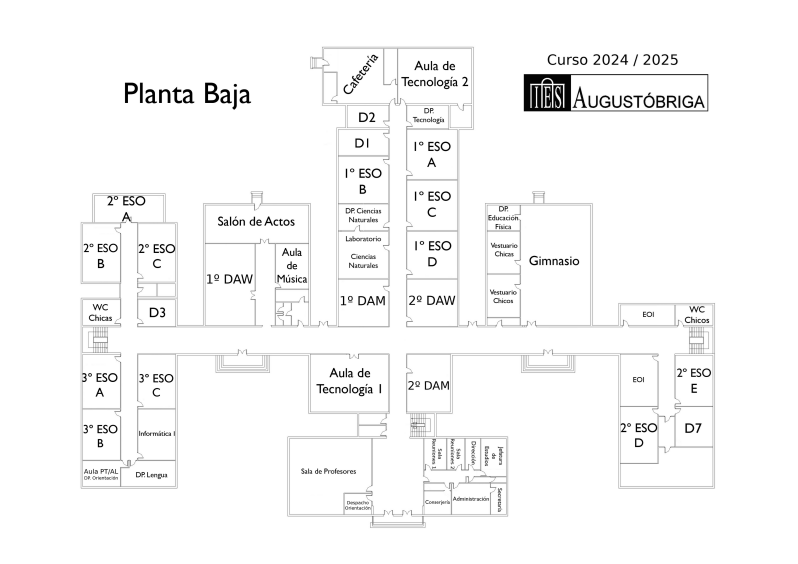 Planta Baja
Curso 2024 / 2025
IES AUGUSTÓBRIGA
Cafetería
Aula de
Tecnología 2
D2
DP.
Tecnología
D1
1º ESO
A
1º ESO
B
1º ESO
C
DP. Ciencias
Naturales
Laboratorio
Ciencias
Naturales
1º ESO
D
1º DAM
2º DAW
2º ESO
A
2º ESO
B
2º ESO
C
Salón de Actos
1º DAW
Aula
de
Música
DP.
Educación
Física
Vestuario
Chicas
Vestuario
Chicos
Gimnasio
WC
Chicas
D3
EOI
WC
Chicos
3º ESO
A
3º ESO
C
3º ESO
B
Informática 1
Aula PT/AL
DP. Orientación
DP. Lengua
Aula de
Tecnología 1
2º DAM
EOI
2º ESO
E
2º ESO
D
D7
Sala de Profesores
Despacho
Orientación
Sala
Reuniones 1
Sala
Reuniones 2
Dirección
Jefatura
de
Estudios
Conserjería
Administración
Secretaría